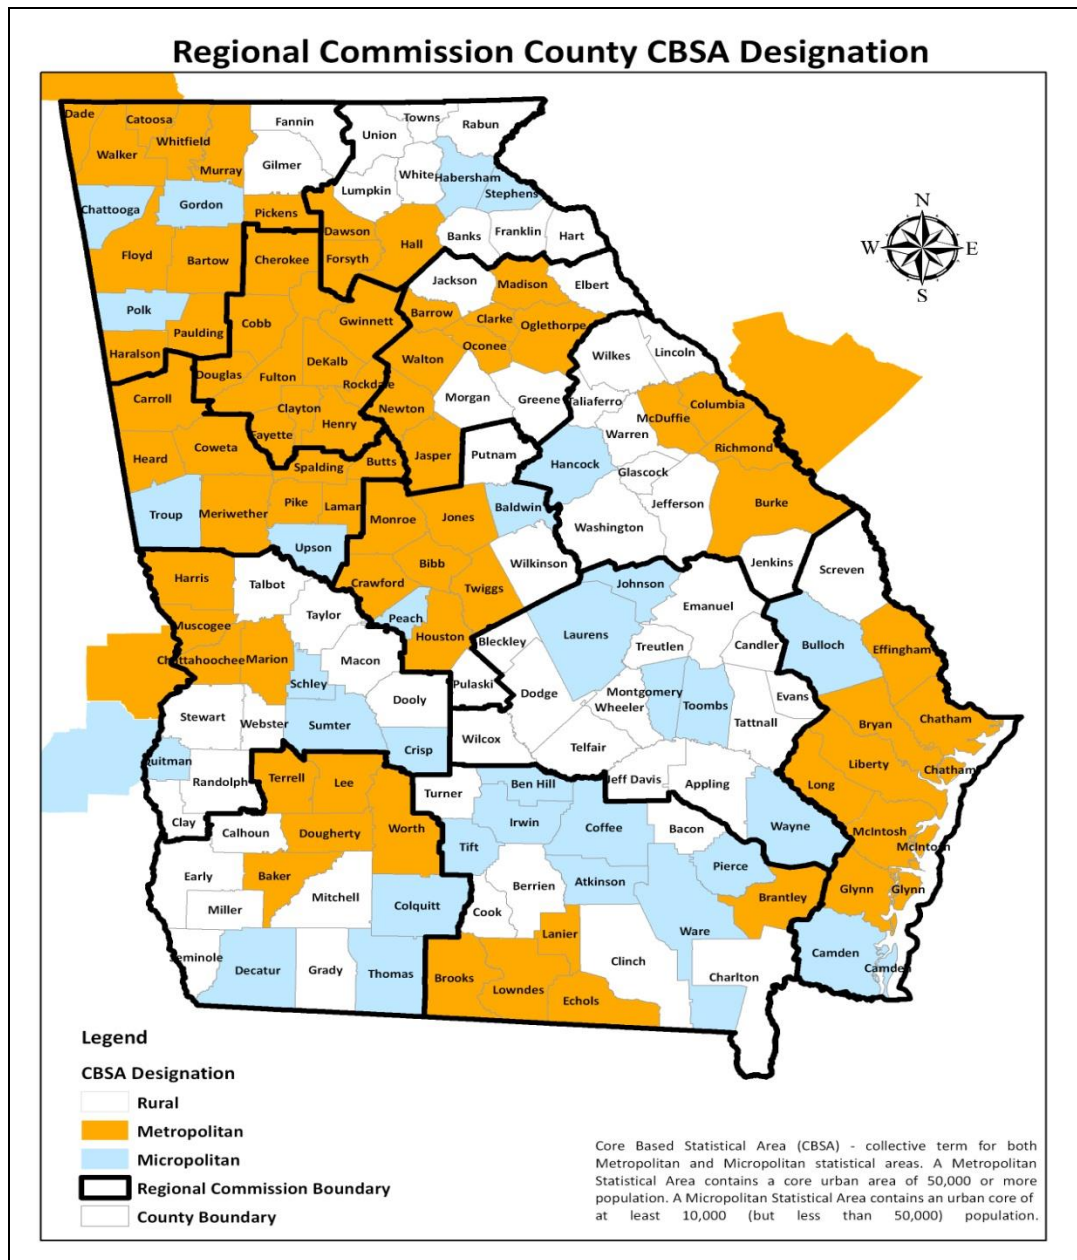 Regional Commission County CBSA Designation
Dade
Catoosa
Fannin
Towns
Rabun
Union
Whitfield
Walker
Gilmer
Murray
White
Habersham
Lumpkin
Stephens
Chattooga
Gordon
Pickens
N
Dawson
Hall
Banks
Franklin
Hart
W
E
Floyd
Bartow
Cherokee
Forsyth
S
Jackson
Madison
Elbert
Polk
Barrow
Clarke
Oglethorpe
Cobb
Gwinnett
Paulding
Oconee
Haralson
Walton
Wilkes
Lincoln
DeKalb
Douglas
Fulton
Rockdale
Carroll
Morgan
Greene
Taliaferro
Columbia
Clayton
Newton
McDuffie
Henry
Fayette
Warren
Coweta
Richmond
Heard
Spalding
Butts
Jasper
Putnam
Hancock
Glascock
Troup
Meriwether
Pike
Lamar
Monroe
Jones
Baldwin
Jefferson
Burke
Washington
Upson
Bibb
Wilkinson
Jenkins
Screven
Harris
Talbot
Crawford
Twiggs
Johnson
Taylor
Peach
Emanuel
Muscogee
Houston
Laurens
Bleckley
Treutlen
Candler
Bulloch
Effingham
Chattahoochee
Marion
Macon
Schley
Pulaski
Dodge
Montgomery
Evans
Dooly
Wheeler
Toombs
Stewart
Webster
Sumter
Tattnall
Bryan
Chatham
Wilcox
Telfair
Crisp
Quitman
Liberty
Chatham
Randolph
Terrell
Lee
Turner
Ben Hill
Jeff Davis
Appling
Long
Clay
Calhoun
Dougherty
Worth
Irwin
Coffee
Bacon
Wayne
McIntosh
Tift
McIntosh
Early
Baker
Mitchell
Berrien
Atkinson
Pierce
Brantley
Glynn
Glynn
Miller
Colquitt
Cook
Lanier
Ware
Seminole
Decatur
Grady
Thomas
Brooks
Lowndes
Echols
Clinch
Charlton
Camden
Camden
Legend
CBSA Designation
Rural
Metropolitan
Micropolitan
Regional Commission Boundary
County Boundary
Core Based Statistical Area (CBSA) - collective term for both
Metropolitan and Micropolitan statistical areas. A Metropolitan
Statistical Area contains a core urban area of 50,000 or more
population. A Micropolitan Statistical Area contains an urban core of
at least 10,000 (but less than 50,000) population.